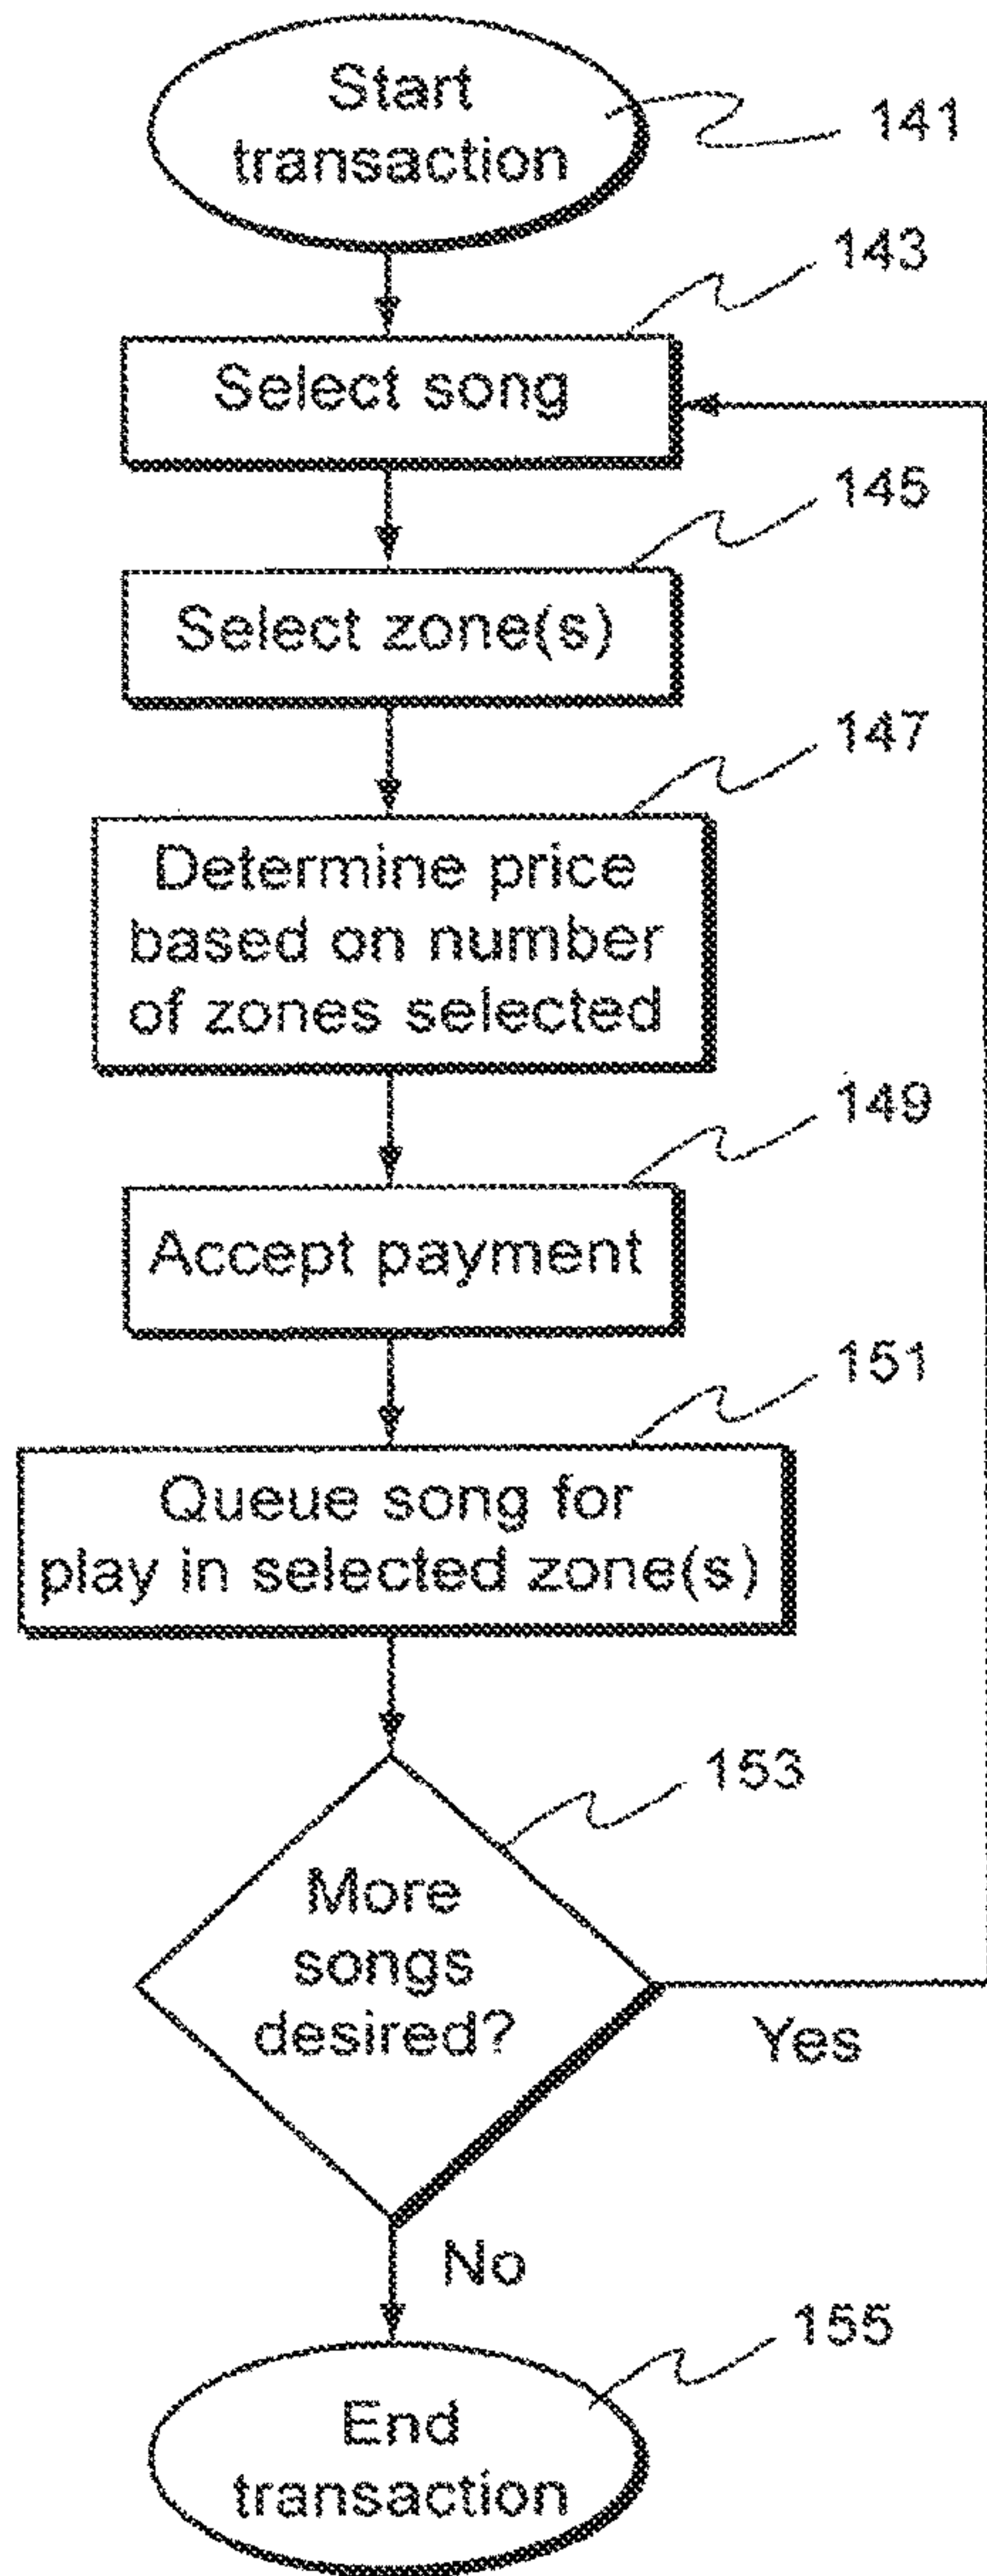 Start
transaction
141
143
Select song
145
Select zone(s)
147
Determine price
based on number
of zones selected
149
Accept payment
151
Queue song for
play in selected zone(s)
153
More
songs
desired?
Yes
No
155
End
transaction